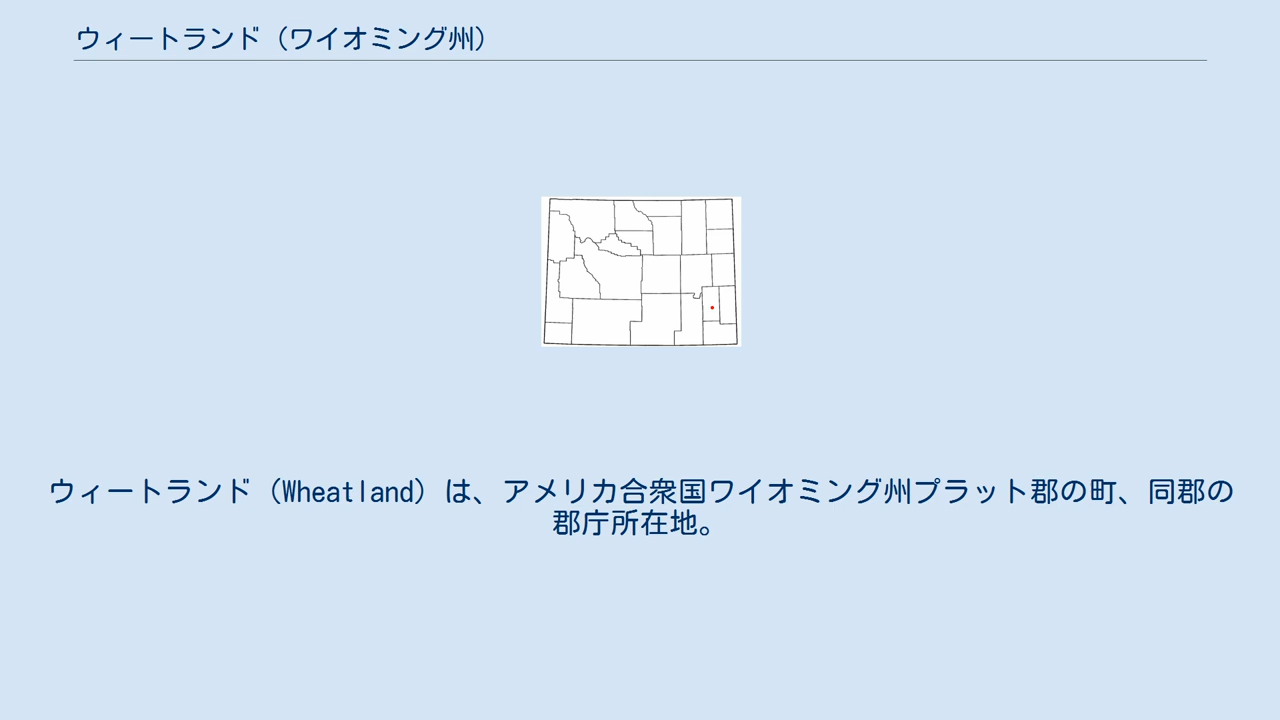 ウィートランド（ワイオミング州）
ウィートランド（Wheatland）は、アメリカ合衆国ワイオミング州プラット郡の町、同郡の
郡庁所在地。